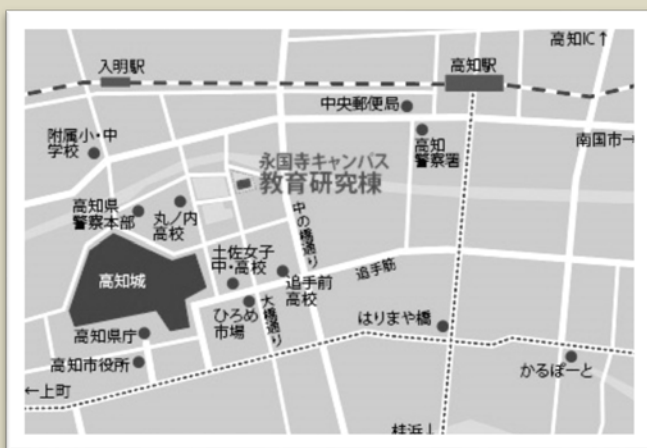 高知IC↑
入明駅
高知駅
中央郵便局
附属小・中
学校
高知
警察署
南国市→
永国寺キャンパス
教育研究棟
高知県
警察本部
丸ノ内
高校
中の橋通り
土佐女子
中・高校
追手前
高校
追手筋
高知城
ひろめ
市場
大橋通り
はりまや橋
高知県庁
高知市役所
かるぽーと
←上町
桂浜↓